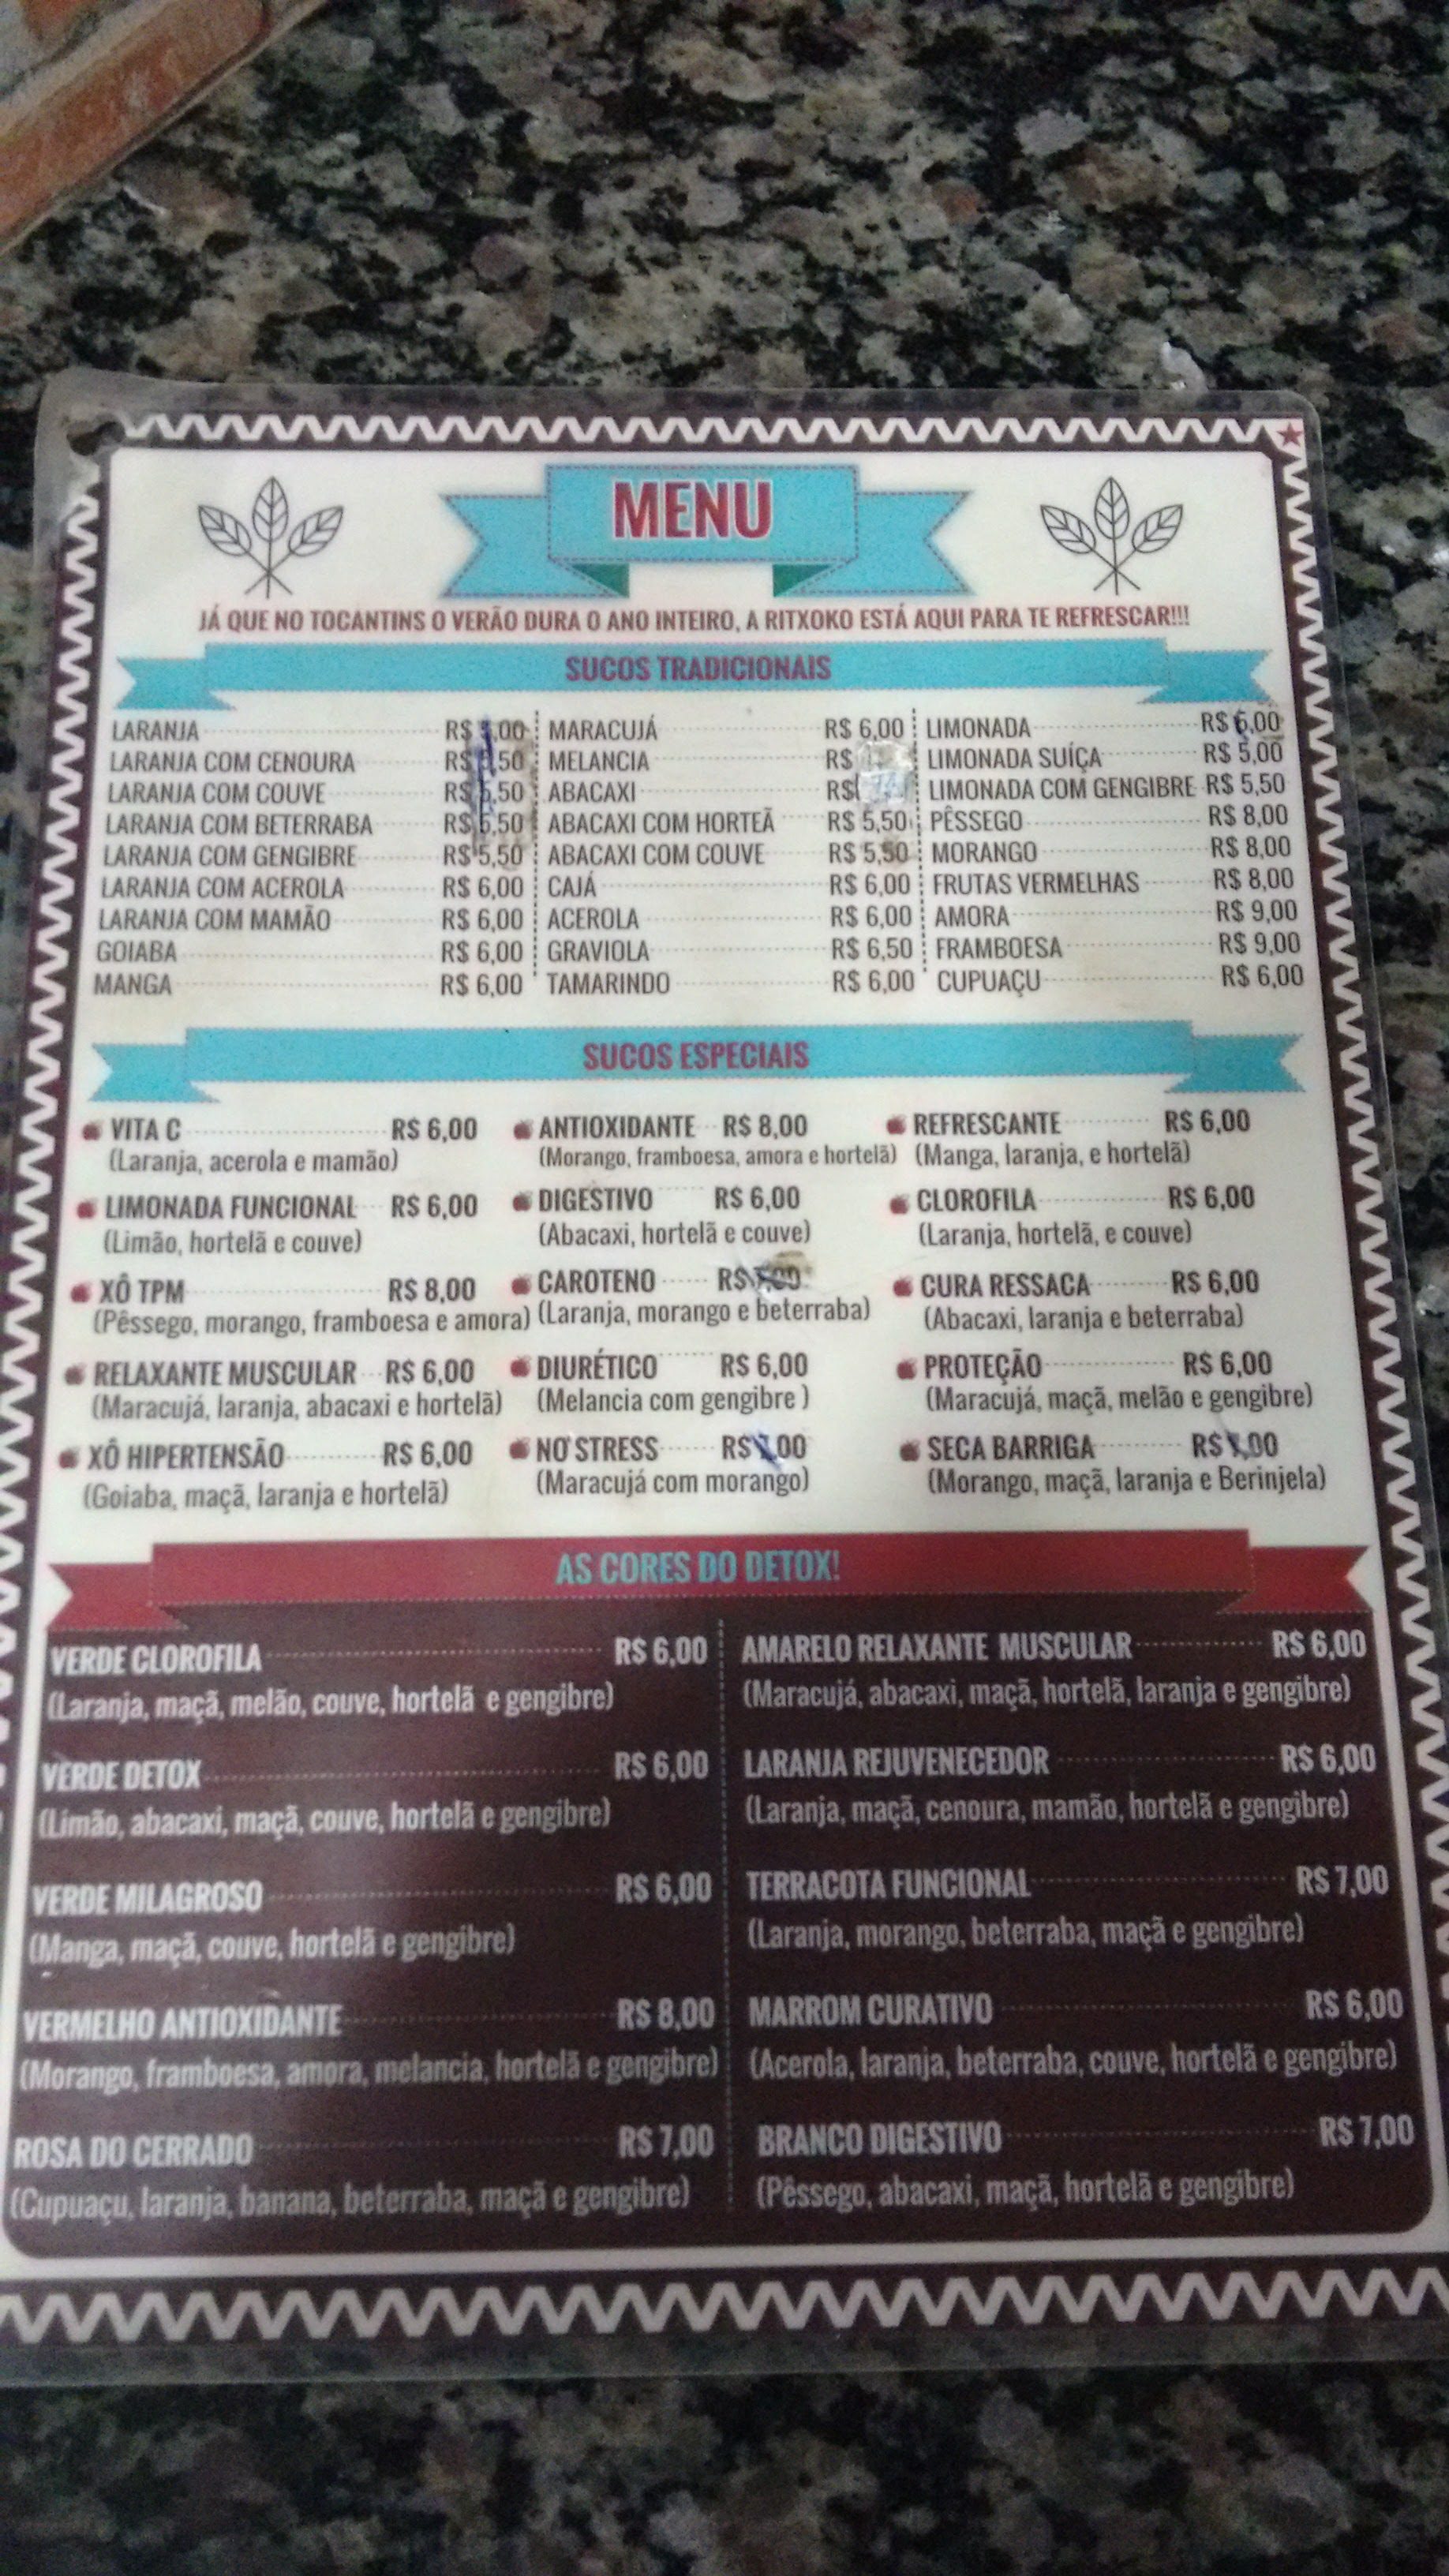 MENU
JÁ QUE NO TOCANTINS O VERÃO DURA O ANO INTEIRO, A RITXOKO ESTÁ AQUI PARA TE REFRESCAR!!!
SUCOS TRADICIONAIS
LARANJA R$ ,00
LARANJA COM CENOURA R$ ,50
LARANJA COM COUVE R$ 5,50
LARANJA COM BETERRABA R$ 5,50
LARANJA COM GENGIBRE R$ 5,50
LARANJA COM ACEROLA R$ 6,00
LARANJA COM MAMÃO R$ 6,00
GOIABA R$ 6,00
MANGA R$ 6,00
MARACUJÁ R$ 6,00
MELANCIA R$
ABACAXI R$
ABACAXI COM HORTEÃ R$ 5,50
ABACAXI COM COUVE R$ 5,50
CAJÁ R$ 6,00
ACEROLA R$ 6,00
GRAVIOLA R$ 6,50
TAMARINDO R$ 6,00
LIMONADA R$ ,00
LIMONADA SUÍÇA R$ 5,00
LIMONADA COM GENGIBRE R$ 5,50
PÊSSEGO R$ 8,00
MORANGO R$ 8,00
FRUTAS VERMELHAS R$ 8,00
AMORA R$ 9,00
FRAMBOESA R$ 9,00
CUPUAÇU R$ 6,00
SUCOS ESPECIAIS
VITA C R$ 6,00
(Laranja, acerola e mamão)
LIMONADA FUNCIONAL R$ 6,00
(Limão, hortelã e couve)
XÔ TPM R$ 8,00
(Pêssego, morango, framboesa e amora)
RELAXANTE MUSCULAR R$ 6,00
(Maracujá, laranja, abacaxi e hortelã)
XÔ HIPERTENSÃO R$ 6,00
(Goiaba, maçã, laranja e hortelã)
ANTIOXIDANTE R$ 8,00
(Morango, framboesa, amora e hortelã)
DIGESTIVO R$ 6,00
(Abacaxi, hortelã e couve)
CAROTENO R$
(Laranja, morango e beterraba)
DIURÉTICO R$ 6,00
(Melancia com gengibre )
NO STRESS R$ ,00
(Maracujá com morango)
REFRESCANTE R$ 6,00
(Manga, laranja, e hortelã)
CLOROFILA R$ 6,00
(Laranja, hortelã, e couve)
CURA RESSACA R$ 6,00
(Abacaxi, laranja e beterraba)
PROTEÇÃO R$ 6,00
(Maracujá, maçã, melão e gengibre)
SECA BARRIGA R$ ,00
(Morango, maçã, laranja e Berinjela)
AS CORES DO DETOX!
VERDE CLOROFILA R$ 6,00
(Laranja, maçã, melão, couve, hortelã e gengibre)
VERDE DETOX R$ 6,00
(Limão, abacaxi, maçã, couve, hortelã e gengibre)
VERDE MILAGROSO R$ 6,00
(Manga, maçã, couve, hortelã e gengibre)
VERMELHO ANTIOXIDANTE R$ 8,00
(Morango, framboesa, amora, melancia, hortelã e gengibre)
ROSA DO CERRADO R$ 7,00
(Cupuaçu, laranja, banana, beterraba, maçã e gengibre)
AMARELO RELAXANTE MUSCULAR R$ 6,00
(Maracujá, abacaxi, maçã, hortelã, laranja e gengibre)
LARANJA REJUVENECEDOR R$ 6,00
(Laranja, maçã, cenoura, mamão, hortelã e gengibre)
TERRACOTA FUNCIONAL R$ 7,00
(Laranja, morango, beterraba, maçã e gengibre)
MARROM CURATIVO R$ 6,00
(Acerola, laranja, beterraba, couve, hortelã e gengibre)
BRANCO DIGESTIVO R$ 7,00
(Pêssego, abacaxi, maçã, hortelã e gengibre)